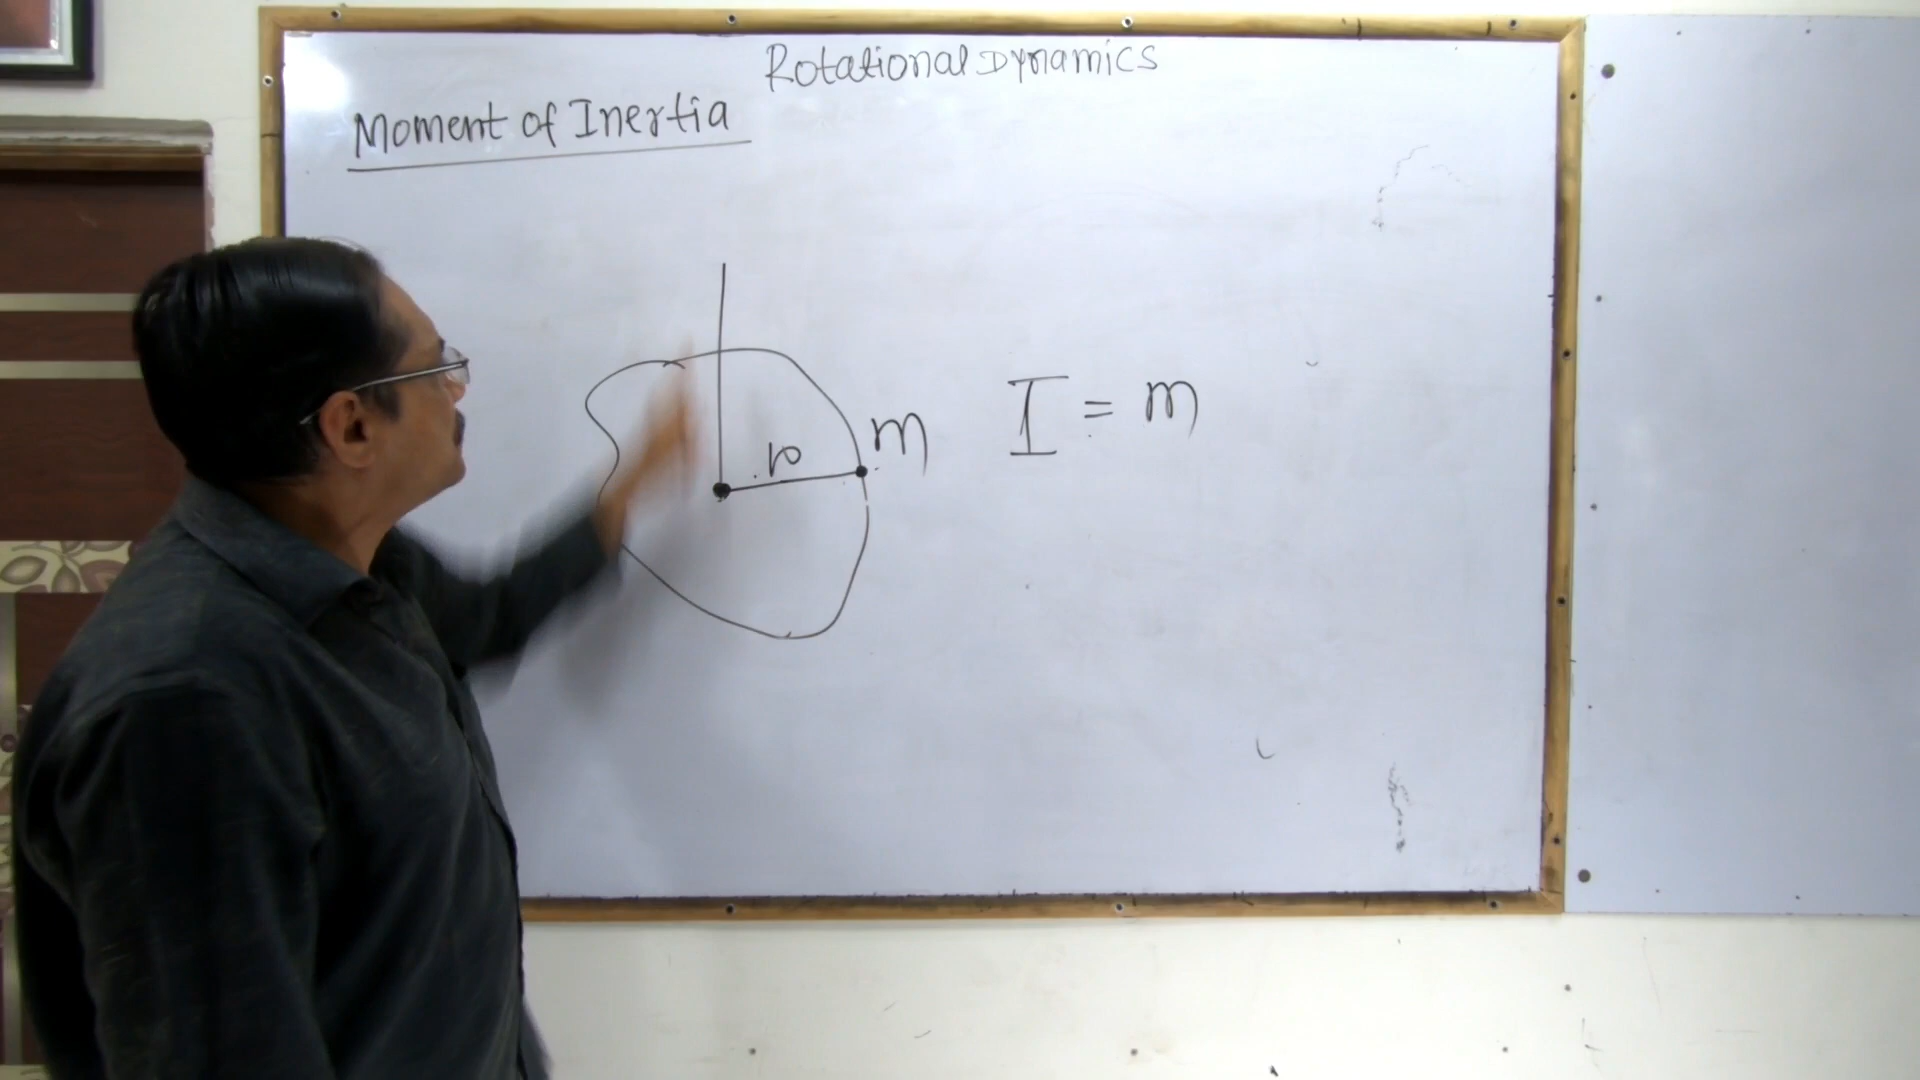 Rotational Dynamics
Moment of Inertia
r
m
I = m